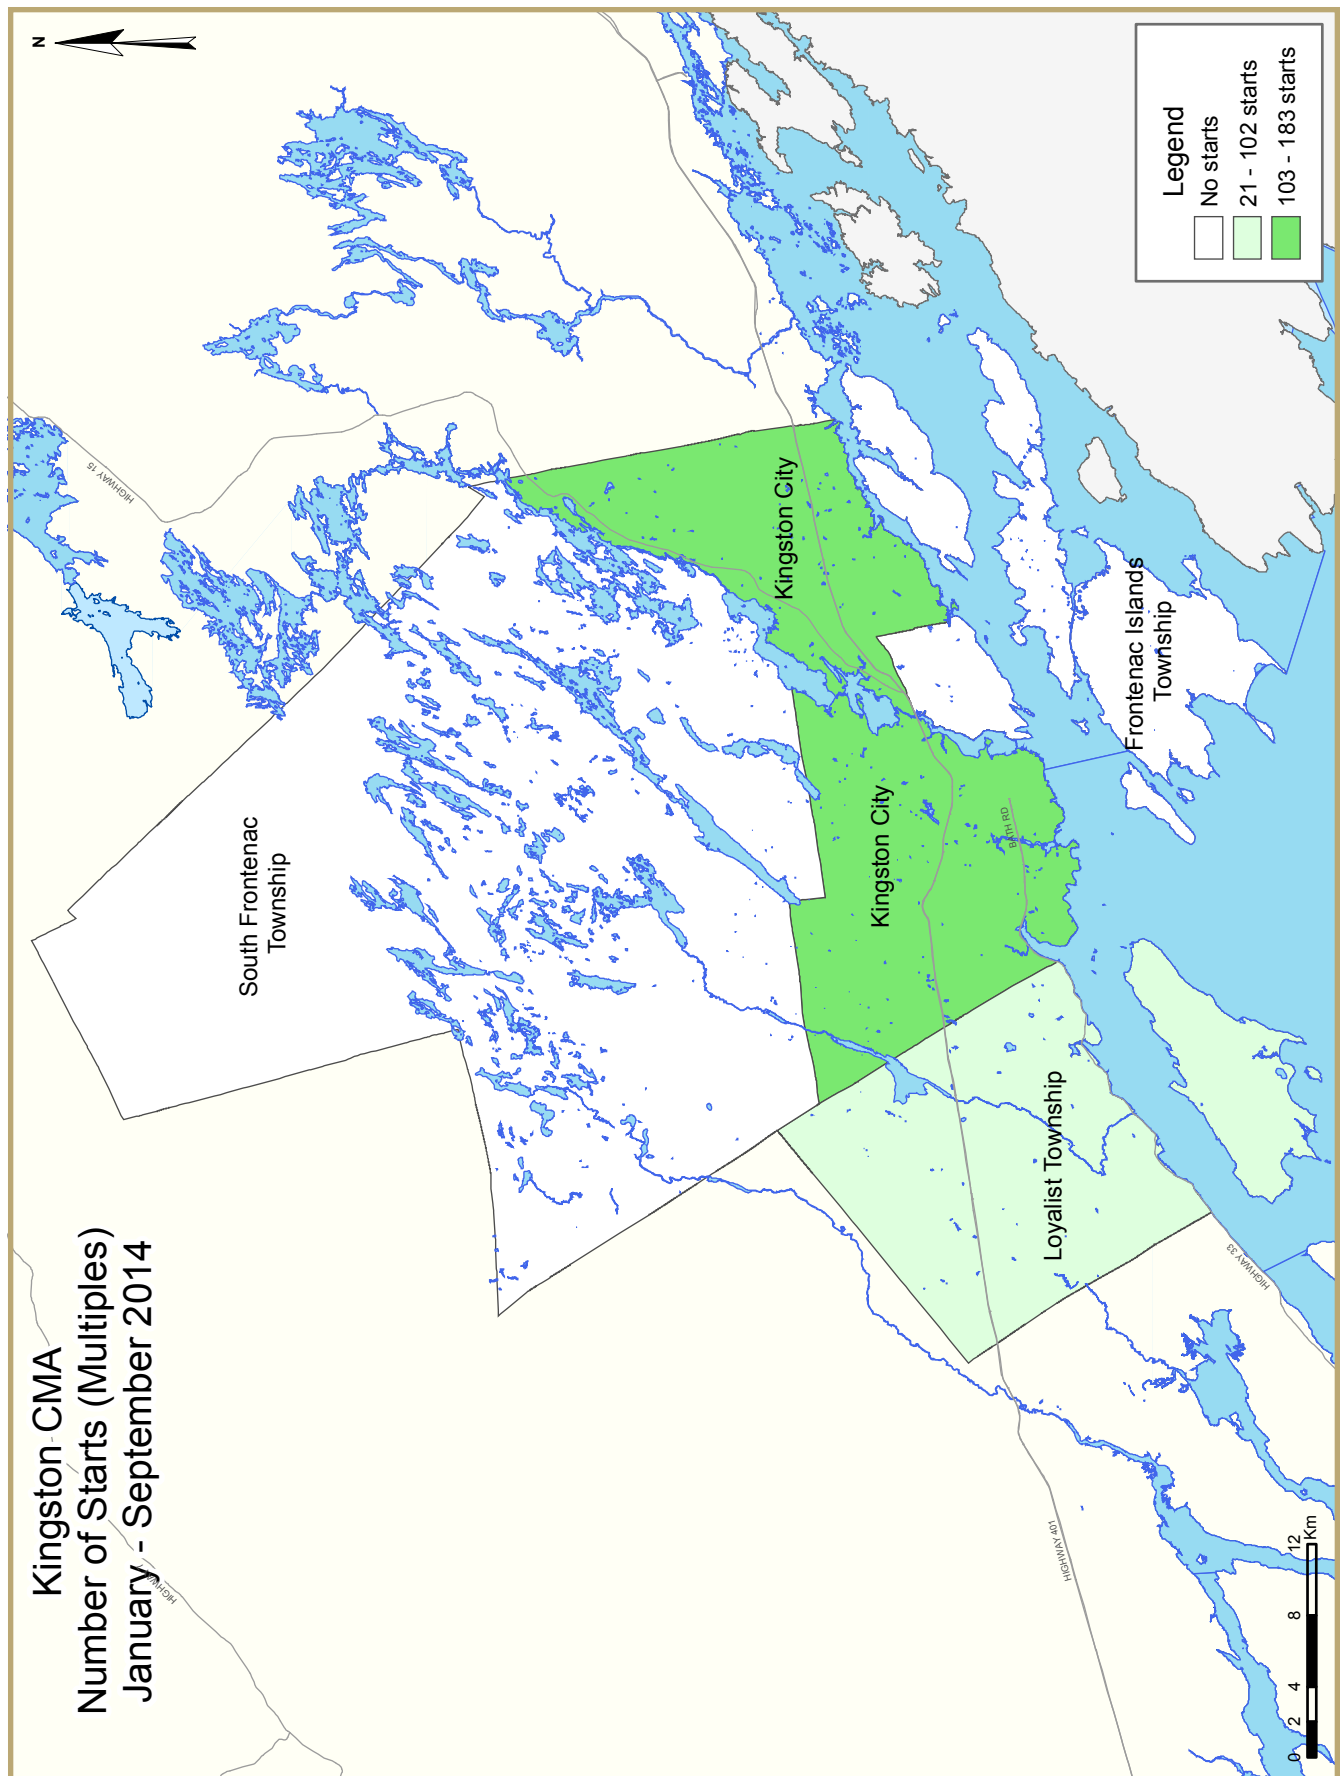 Kingston CMA
Number of Starts (Multiples)
January - September 2014
N
Legend
No starts
21 - 102 starts
103 - 183 starts
HIGHWAY 15
South Frontenac
Township
Kingston City
Kingston City
BATH RD
Frontenac Islands
Township
Loyalist Township
HIGHWAY 33
HIGHWAY 401
0 2 4 8 12
Km